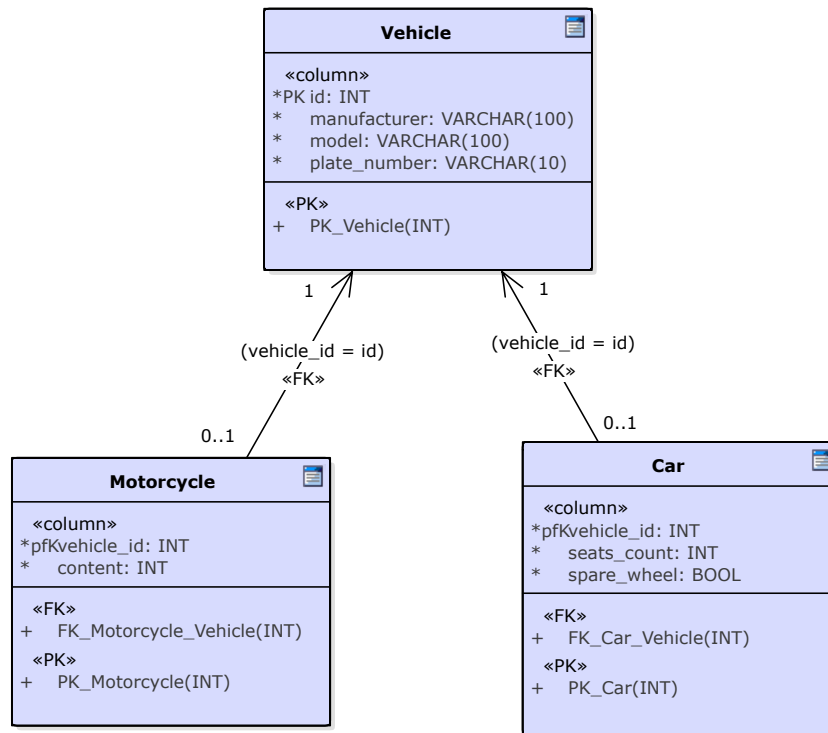 Vehicle
«column»
*PK id: INT
* manufacturer: VARCHAR(100)
* model: VARCHAR(100)
* plate_number: VARCHAR(10)
«PK»
+ PK_Vehicle(INT)
1
1
(vehicle_id = id)
«FK»
(vehicle_id = id)
«FK»
0..1
0..1
Motorcycle
«column»
*pfKvehicle_id: INT
* content: INT
«FK»
+ FK_Motorcycle_Vehicle(INT)
«PK»
+ PK_Motorcycle(INT)
Car
«column»
*pfKvehicle_id: INT
* seats_count: INT
* spare_wheel: BOOL
«FK»
+ FK_Car_Vehicle(INT)
«PK»
+ PK_Car(INT)